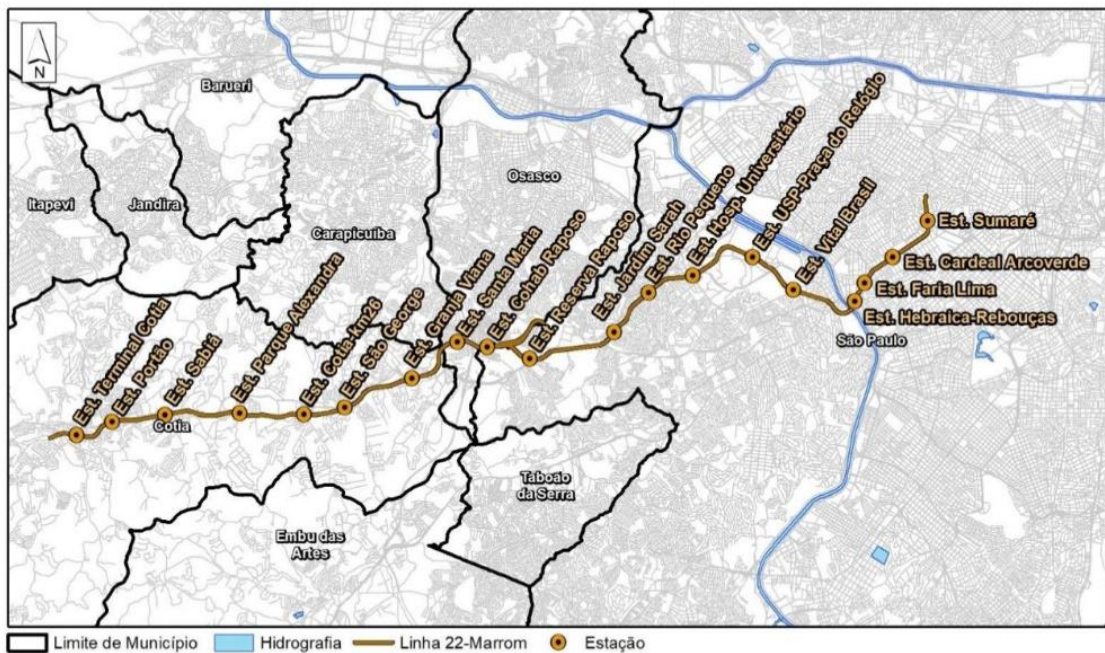 N
Barueri
Itapevi
Jandira
Carapicuíba
Osasco
Est. Terminal Cotia
Est. Portão
Est. Sabiá
Est. Parque Alexandra
Est. Cotia-km26
Est. São George
Est. Granja Viana
Est. Santa Maria
Est. Cohab Raposo
Est. Reserva Raposo
Est. Jardim Sarah
Est. Rio Pequeno
Est. Hosp. Universitário
Est. USP-Praça do Relógio
Est. Vital Brasil
Est. Sumaré
Est. Cardeal Arcoverde
Est. Faria Lima
Est. Hebraica-Rebouças
São Paulo
Cotia
Taboão
da Serra
Embu das
Artes
Limite de Município
Hidrografia
Linha 22-Marrom
Estação